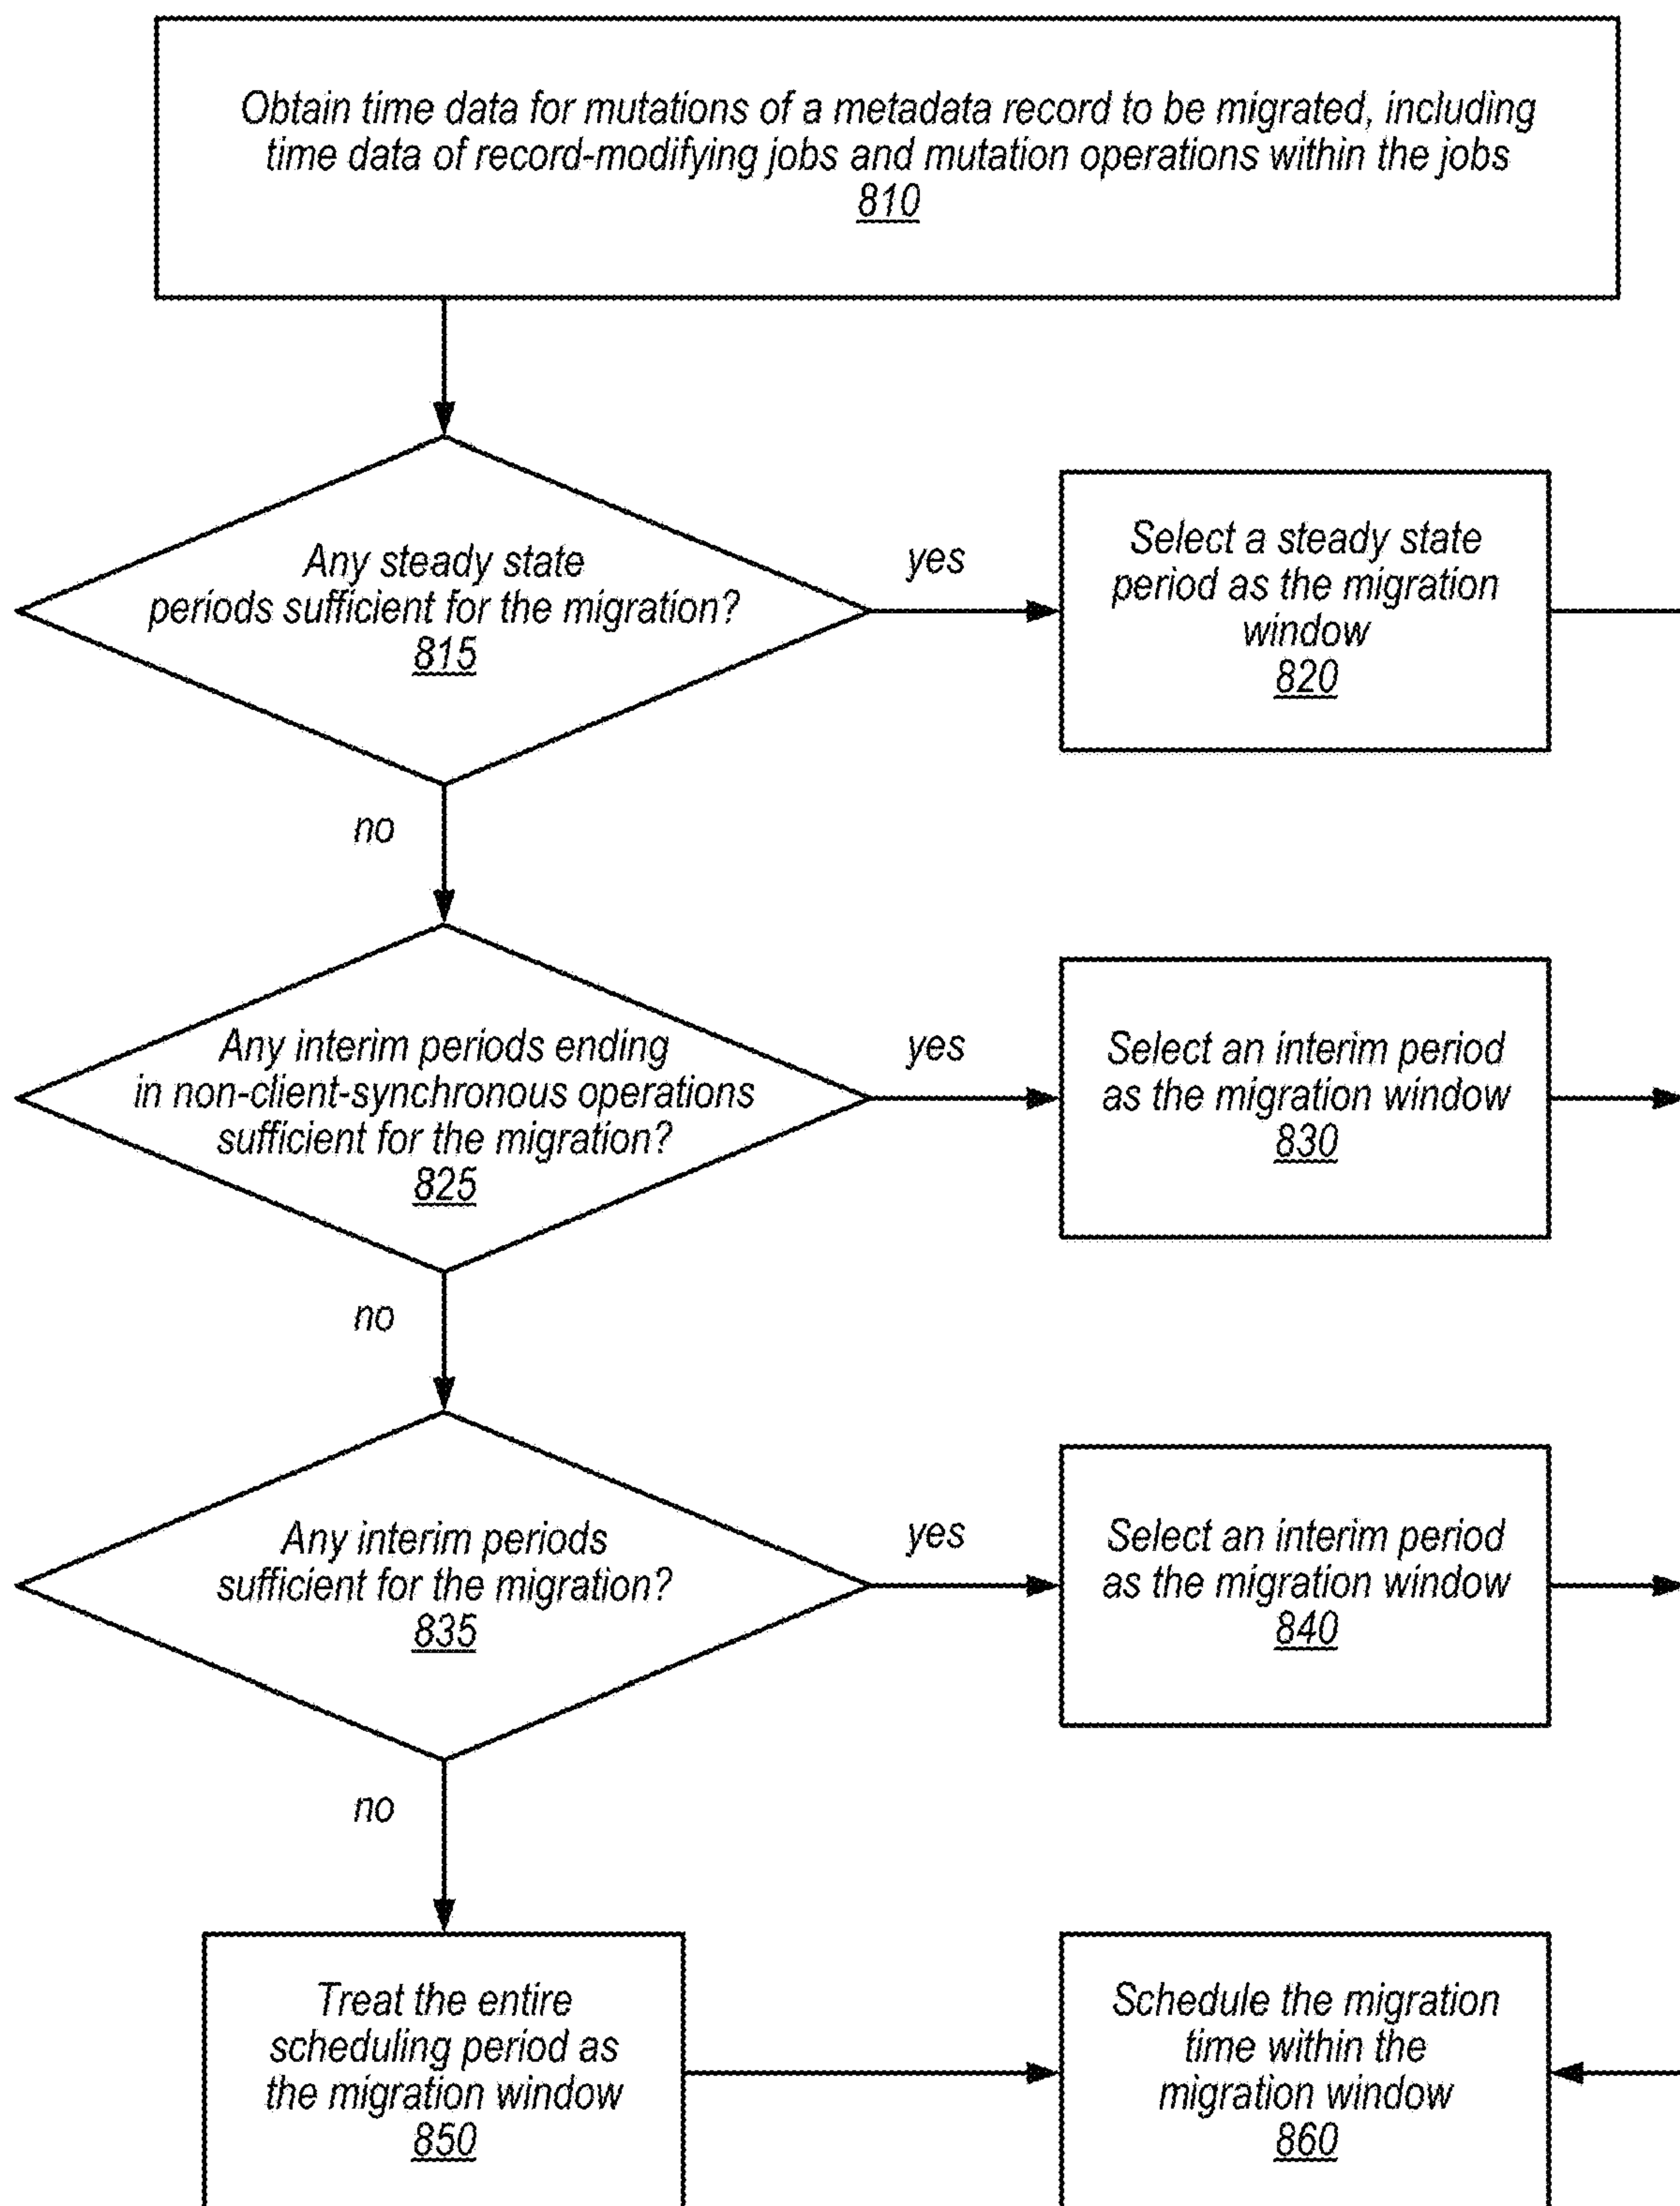 Obtain time data for mutations of a metadata record to be migrated, including
time data of record-modifying jobs and mutation operations within the jobs
810
Any steady state
periods sufficient for the migration?
815
yes
Select a steady state
period as the migration
window
820
no
Any interim periods ending
in non-client-synchronous operations
sufficient for the migration?
825
yes
Select an interim period
as the migration window
830
no
Any interim periods
sufficient for the migration?
835
yes
Select an interim period
as the migration window
840
no
Treat the entire
scheduling period as
the migration window
850
Schedule the migration
time within the
migration window
860